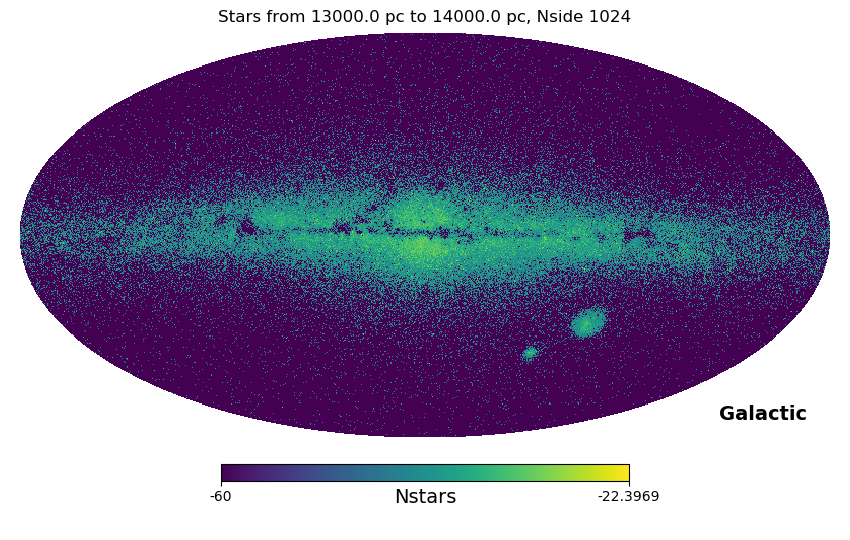 Stars from 13000.0 pc to 14000.0 pc, Nside 1024
Galactic
-60
Nstars
-22.3969